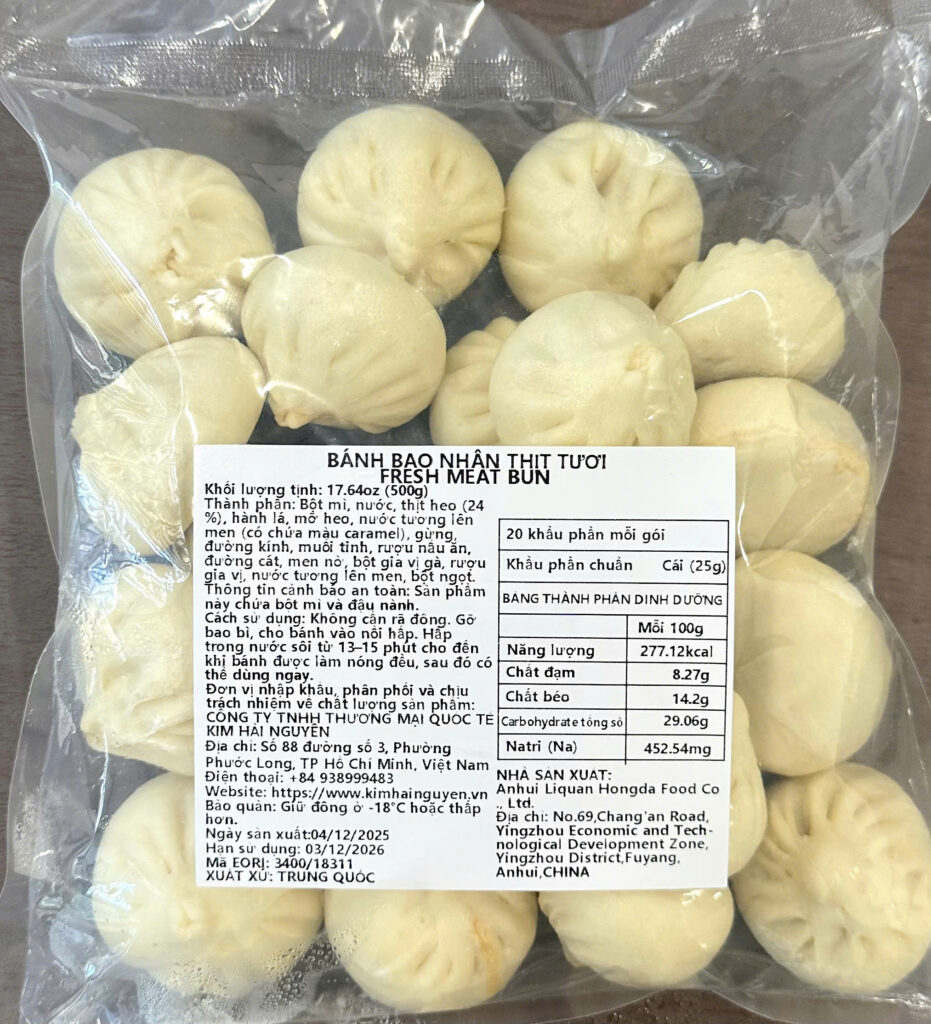 BÁNH BAO NHÂN THỊT TƯƠI
FRESH MEAT BUN
Khối lượng tịnh: 17.64oz (500g)
Thành phần: Bột mì, nước, thịt heo (24
%), hành lá, mỡ heo, nước tương lên
men (có chứa màu caramel), gừng,
đường kính, muối tinh, rượu nấu ăn,
đường cát, men nở, bột gia vị gà, rượu
gia vị, nước tương lên men, bột ngọt.
Thông tin cảnh báo an toàn: Sản phẩm
này chứa bột mì và đậu nành.
Cách sử dụng: Không cần rã đông. Gỡ
bao bì, cho bánh vào nồi hấp. Hấp
trong nước sôi từ 13–15 phút cho đến
khi bánh được làm nóng đều, sau đó có
thể dùng ngay.
Đơn vị nhập khẩu, phân phối và chịu
trách nhiệm về chất lượng sản phẩm:
CÔNG TY TNHH THƯƠNG MẠI QUỐC TẾ
KIM HẢI NGUYÊN
Địa chỉ: Số 88 đường số 3, Phường
Phước Long, TP Hồ Chí Minh, Việt Nam
Điện thoại: +84 938999483
Website: https://www.kimhainguyen.vn
Bảo quản: Giữ đông ở -18°C hoặc thấp
hơn.
Ngày sản xuất:04/12/2025
Hạn sử dụng: 03/12/2026
Mã EORI: 3400/18311
XUẤT XỨ: TRUNG QUỐC
20 khẩu phần mỗi gói
Khẩu phần chuẩn Cái (25g)
BẢNG THÀNH PHẦN DINH DƯỠNG
Mỗi 100g
Năng lượng 277.12kcal
Chất đạm 8.27g
Chất béo 14.2g
Carbohydrate tổng số 29.06g
Natri (Na) 452.54mg
NHÀ SẢN XUẤT:
Anhui Liquan Hongda Food Co
., Ltd.
Địa chỉ: No.69,Chang'an Road,
Yingzhou Economic and Tech-
nological Development Zone,
Yingzhou District,Fuyang,
Anhui,CHINA